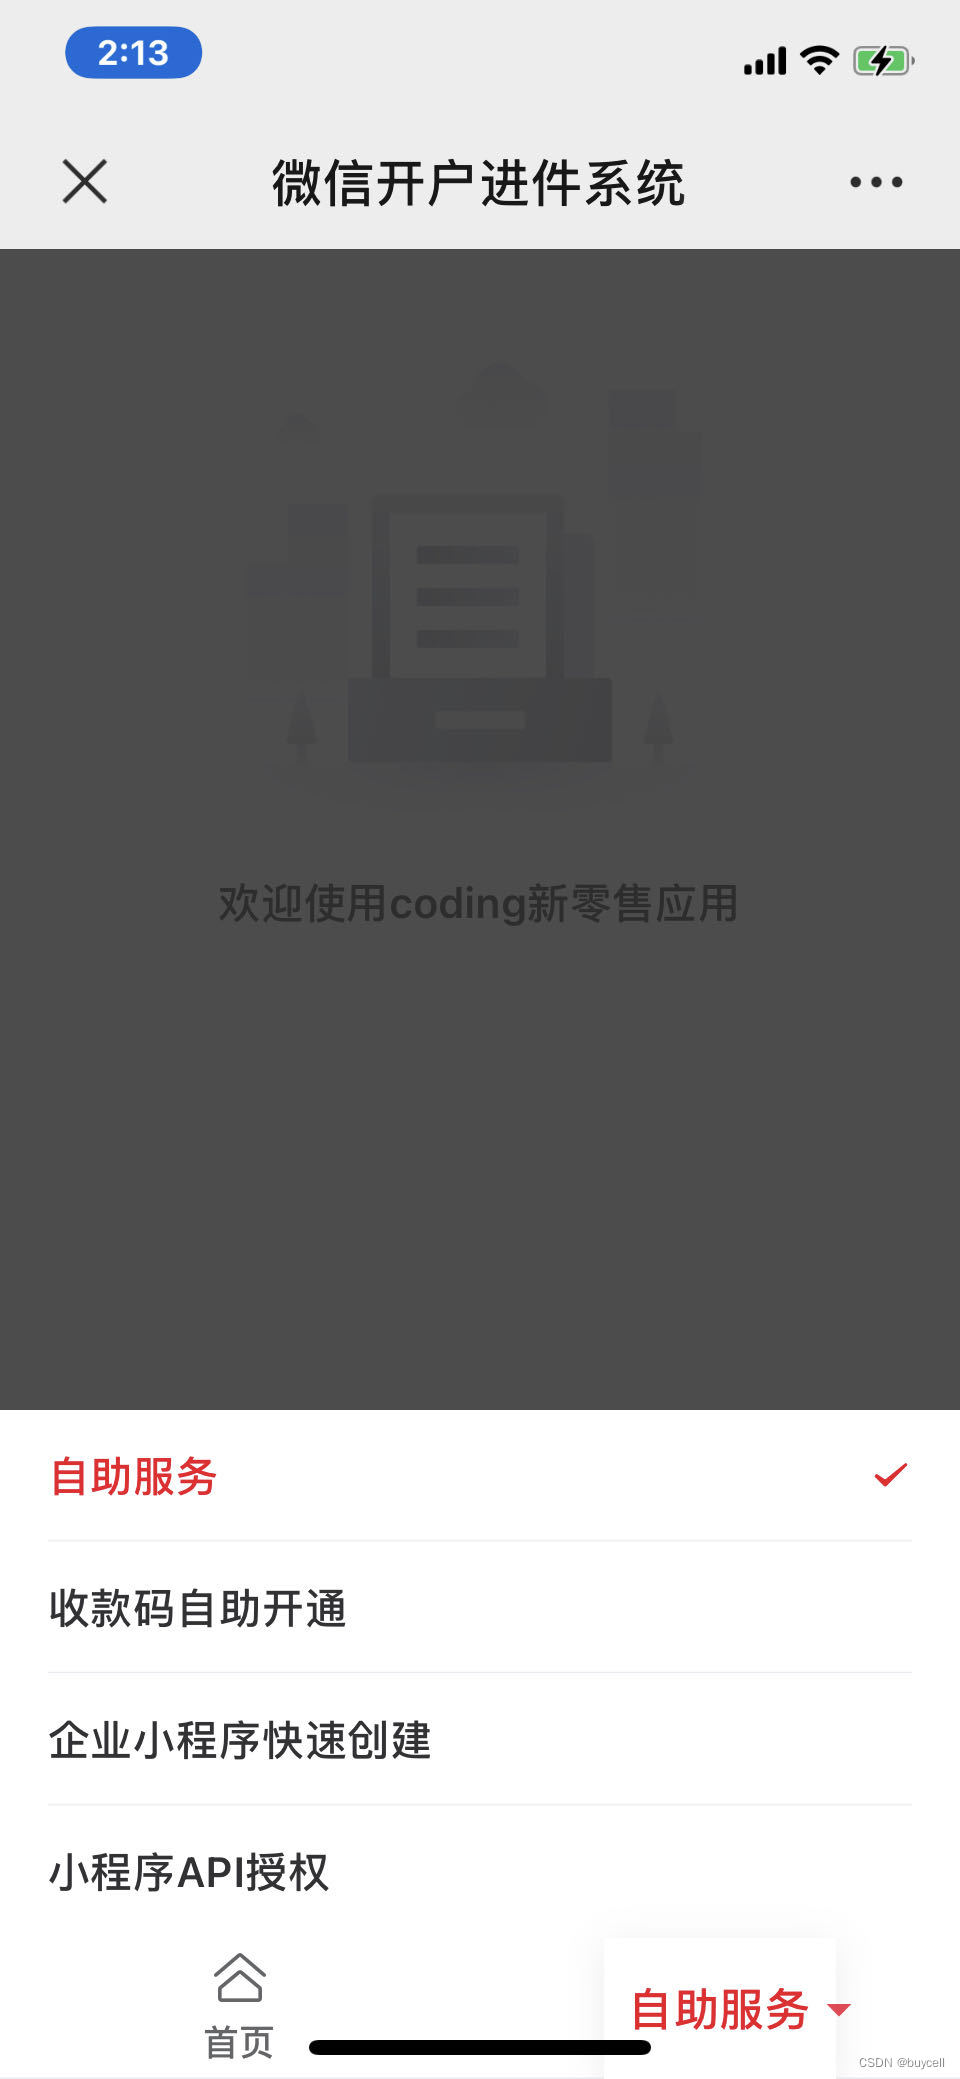 2:13
微信开户进件系统
欢迎使用coding新零售应用
自助服务
收款码自助开通
企业小程序快速创建
小程序API授权
自助服务
首页
CSDN @buycell